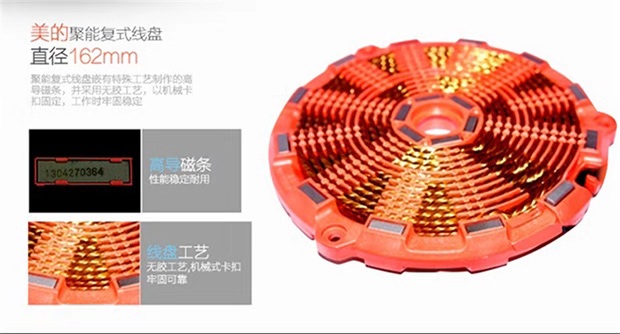 美的聚能复式线盘
直径162mm
聚能复式线盘嵌有特殊工艺制作的高
导磁条，并采用无胶工艺，以机械卡
扣固定，工作时牢固稳定
1304270364
高导磁条
性能稳定耐用
线盘工艺
无胶工艺,机械式卡扣
牢固可靠